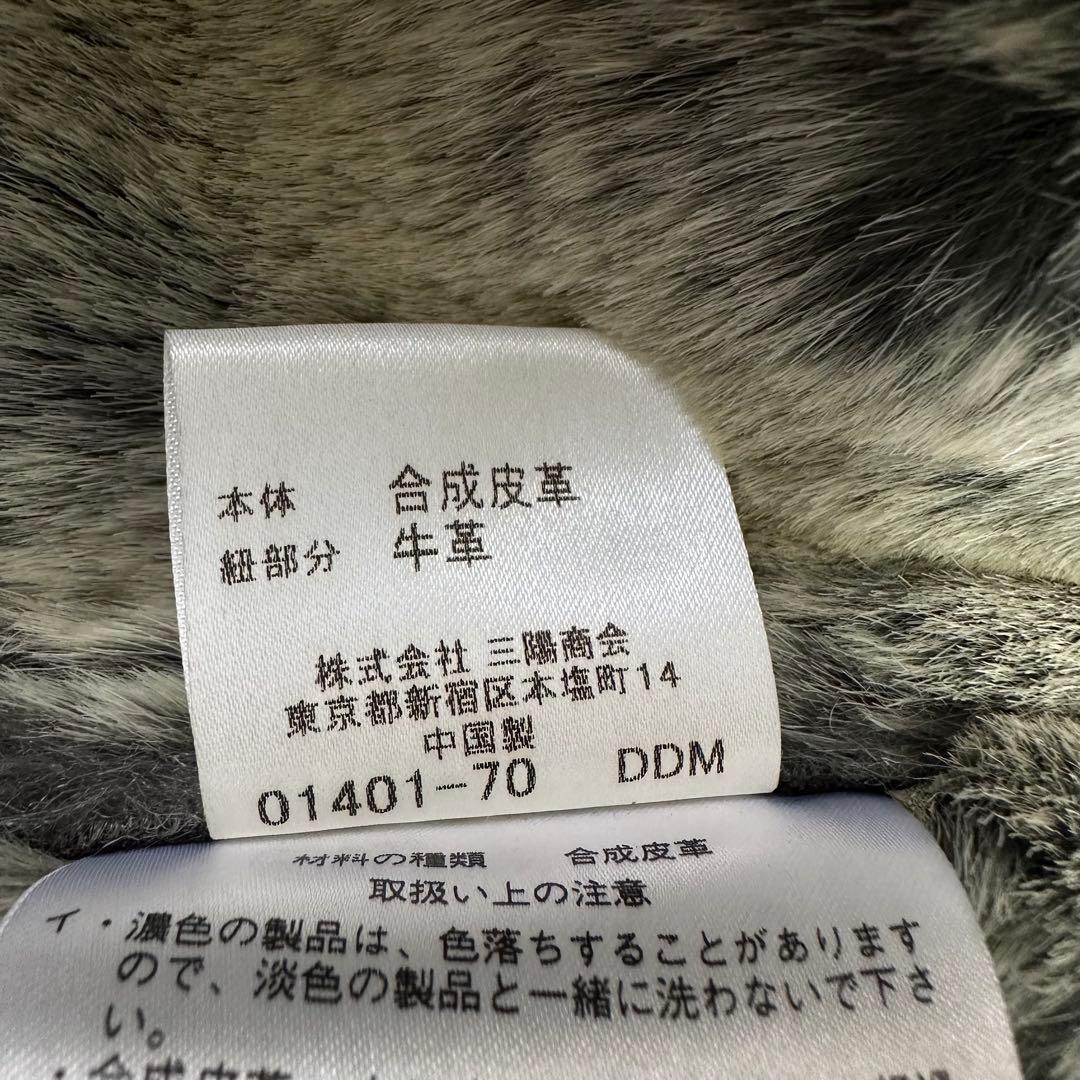 本体 合成皮革
紐部分 牛革
株式会社 三陽商会
東京都新宿区本塩町14
中国製
01401-70 DDM
材料の種類 合成皮革
取扱い上の注意
イ・濃色の製品は、色落ちすることがあります
ので、淡色の製品と一緒に洗わないで下さ
い。
・合成皮革